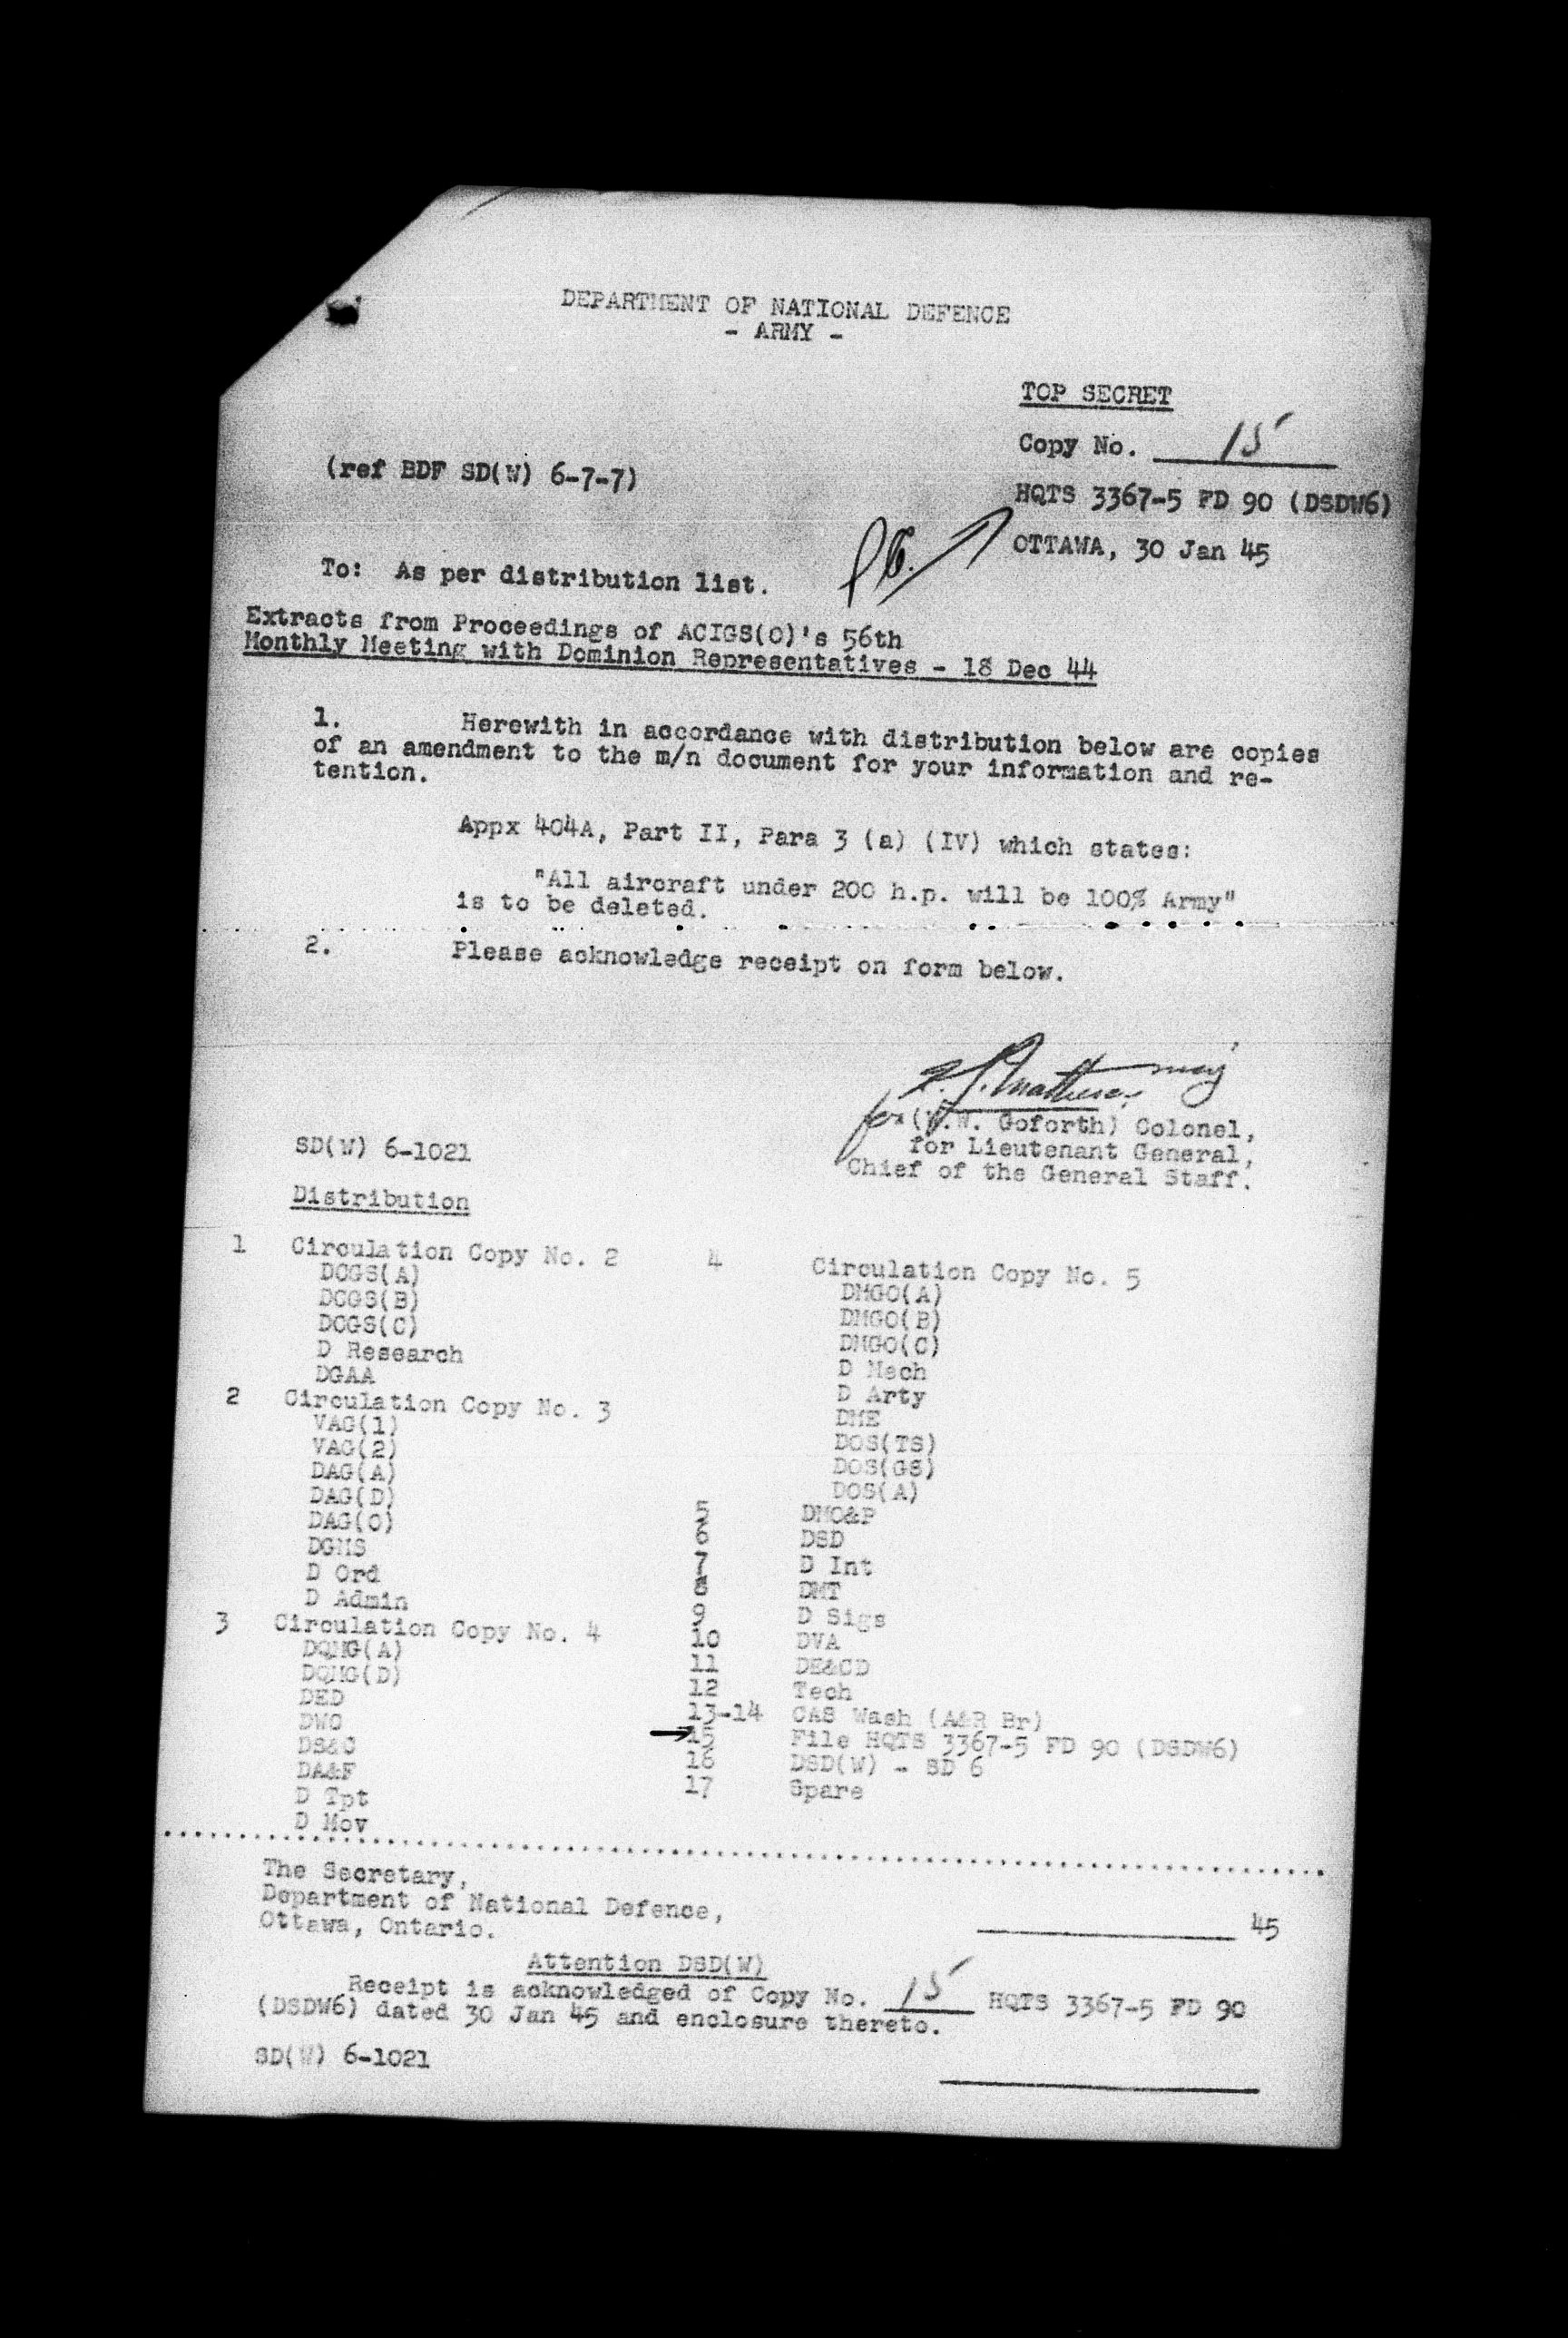 DEPARTMENT OF NATIONAL DEFENCE
- ARMY -
TOP SECRET
Copy No. 15
(ref BDF SD(W) 6-7-7)
HQTS 3367-5 FD 90 (DSDW6)
OTTAWA, 30 Jan 45
To: As per distribution list.
Extracts from Proceedings of ACIGS(O)'s 56th
Monthly Meeting with Dominion Representatives - 18 Dec 44
1. Herewith in accordance with distribution below are copies
of an amendment to the m/n document for your information and re-
tention.
Appx 404A, Part II, Para 3 (a) (IV) which states:
"All aircraft under 200 h.p. will be 100% Army"
is to be deleted.
2. Please acknowledge receipt on form below.
maj
for (W.W. Goforth) Colonel,
for Lieutenant General,
Chief of the General Staff.
SD(W) 6-1021
Distribution
1 Circulation Copy No. 2
DCGS(A)
DCGS(B)
DCGS(C)
D Research
DGAA
2 Circulation Copy No. 3
VAG(1)
VAG(2)
DAG(A)
DAG(D)
DAG(O)
DGMS
D Ord
D Admin
3 Circulation Copy No. 4
DQMG(A)
DQMG(D)
DED
DWO
DS&C
DA&F
D Tpt
D Mov
4 Circulation Copy No. 5
DMGO(A)
DMGO(B)
DMGO(C)
D Mech
D Arty
DME
DOS(TS)
DOS(GS)
DOS(A)
5 DMO&P
6 DSD
7 D Int
8 DMT
9 D Sigs
10 DVA
11 DE&CD
12 Tech
13-14 CAS Wash (A&R Br)
15 File HQTS 3367-5 FD 90 (DSDW6)
16 DSD(W) - SD 6
17 Spare
The Secretary,
Department of National Defence,
Ottawa, Ontario.
45
Attention DSD(W)
Receipt is acknowledged of Copy No. 15 HQTS 3367-5 FD 90
(DSDW6) dated 30 Jan 45 and enclosure thereto.
SD(W) 6-1021